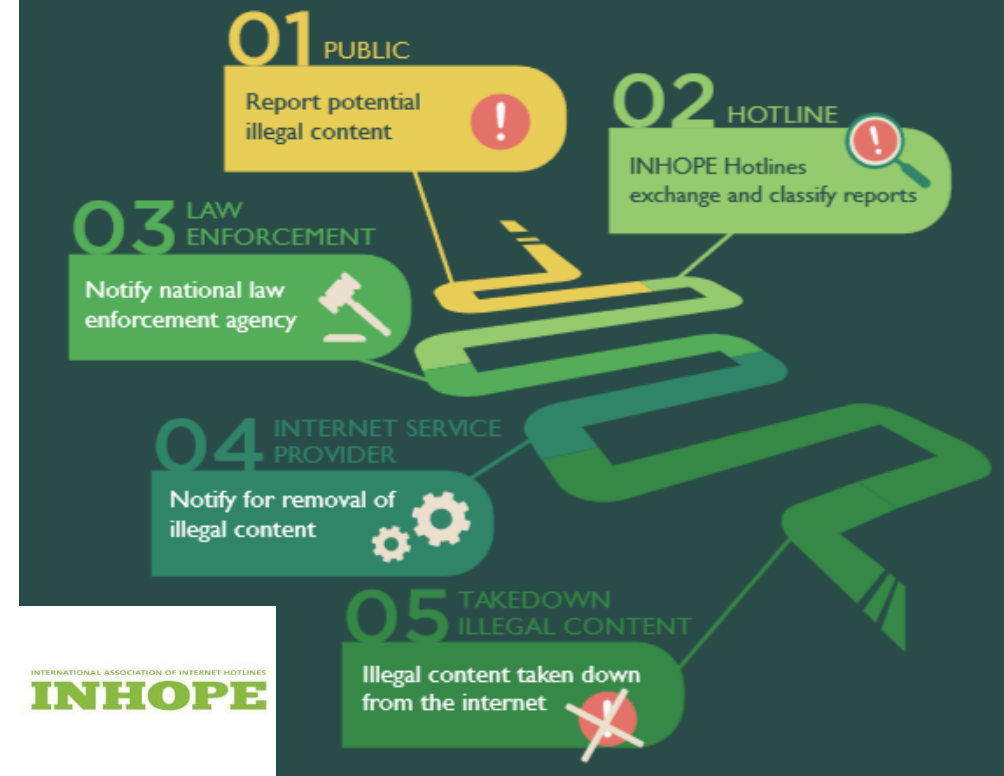 01 PUBLIC
Report potential
illegal content
02 HOTLINE
INHOPE Hotlines
exchange and classify reports
03 LAW
ENFORCEMENT
Notify national law
enforcement agency
04 INTERNET SERVICE
PROVIDER
Notify for removal of
illegal content
05 TAKEDOWN
ILLEGAL CONTENT
Illegal content taken down
from the internet
INTERNATIONAL ASSOCIATION OF INTERNET HOTLINES
INHOPE